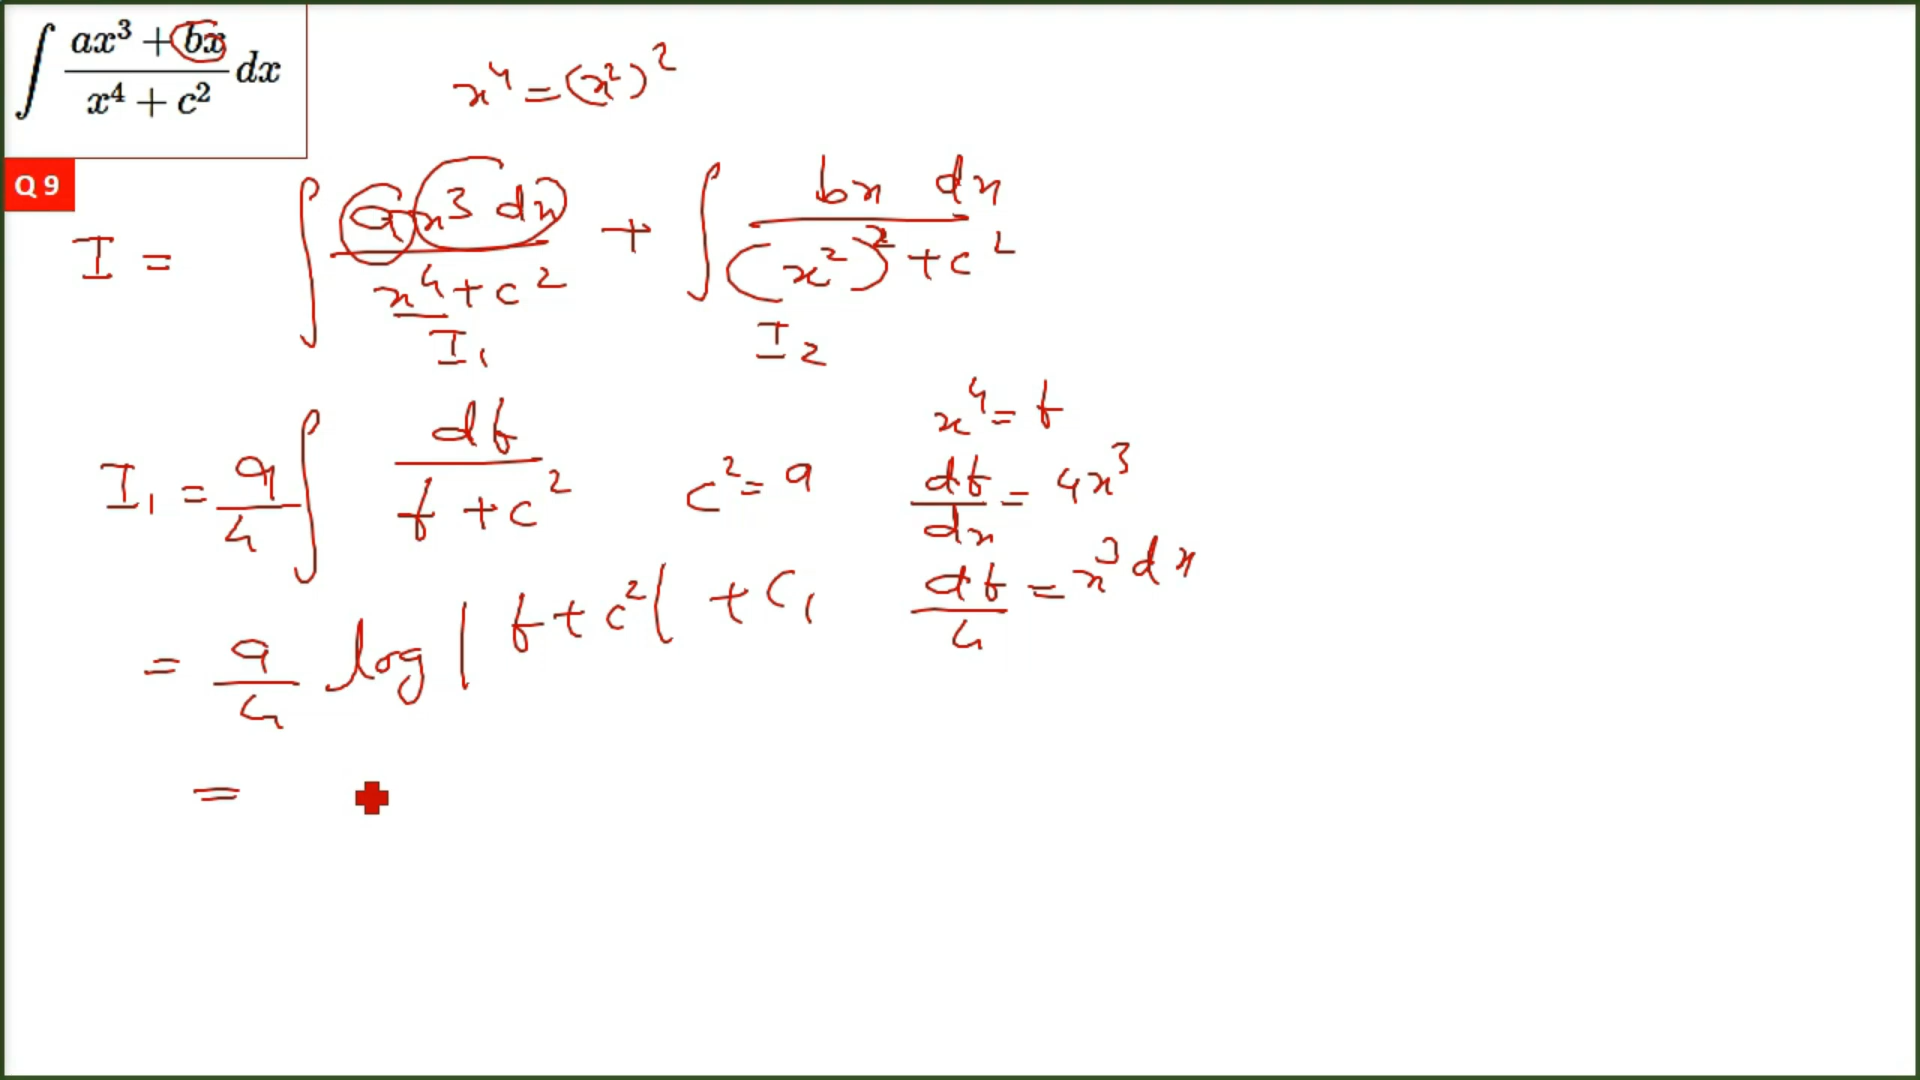 ∫ (ax³ + bx)/(x⁴ + c²) dx
x⁴ = (x²)²
Q 9
I = ∫ (a x³ dx)/(x⁴ + c²) + ∫ (bx dx)/((x²)² + c²)
I₁ I₂
x⁴ = t
I₁ = a/4 ∫ dt/(t + c²) c² = a dt/dx = 4x³
dt/4 = x³ dx
= a/4 log |t + c²| + C₁
=